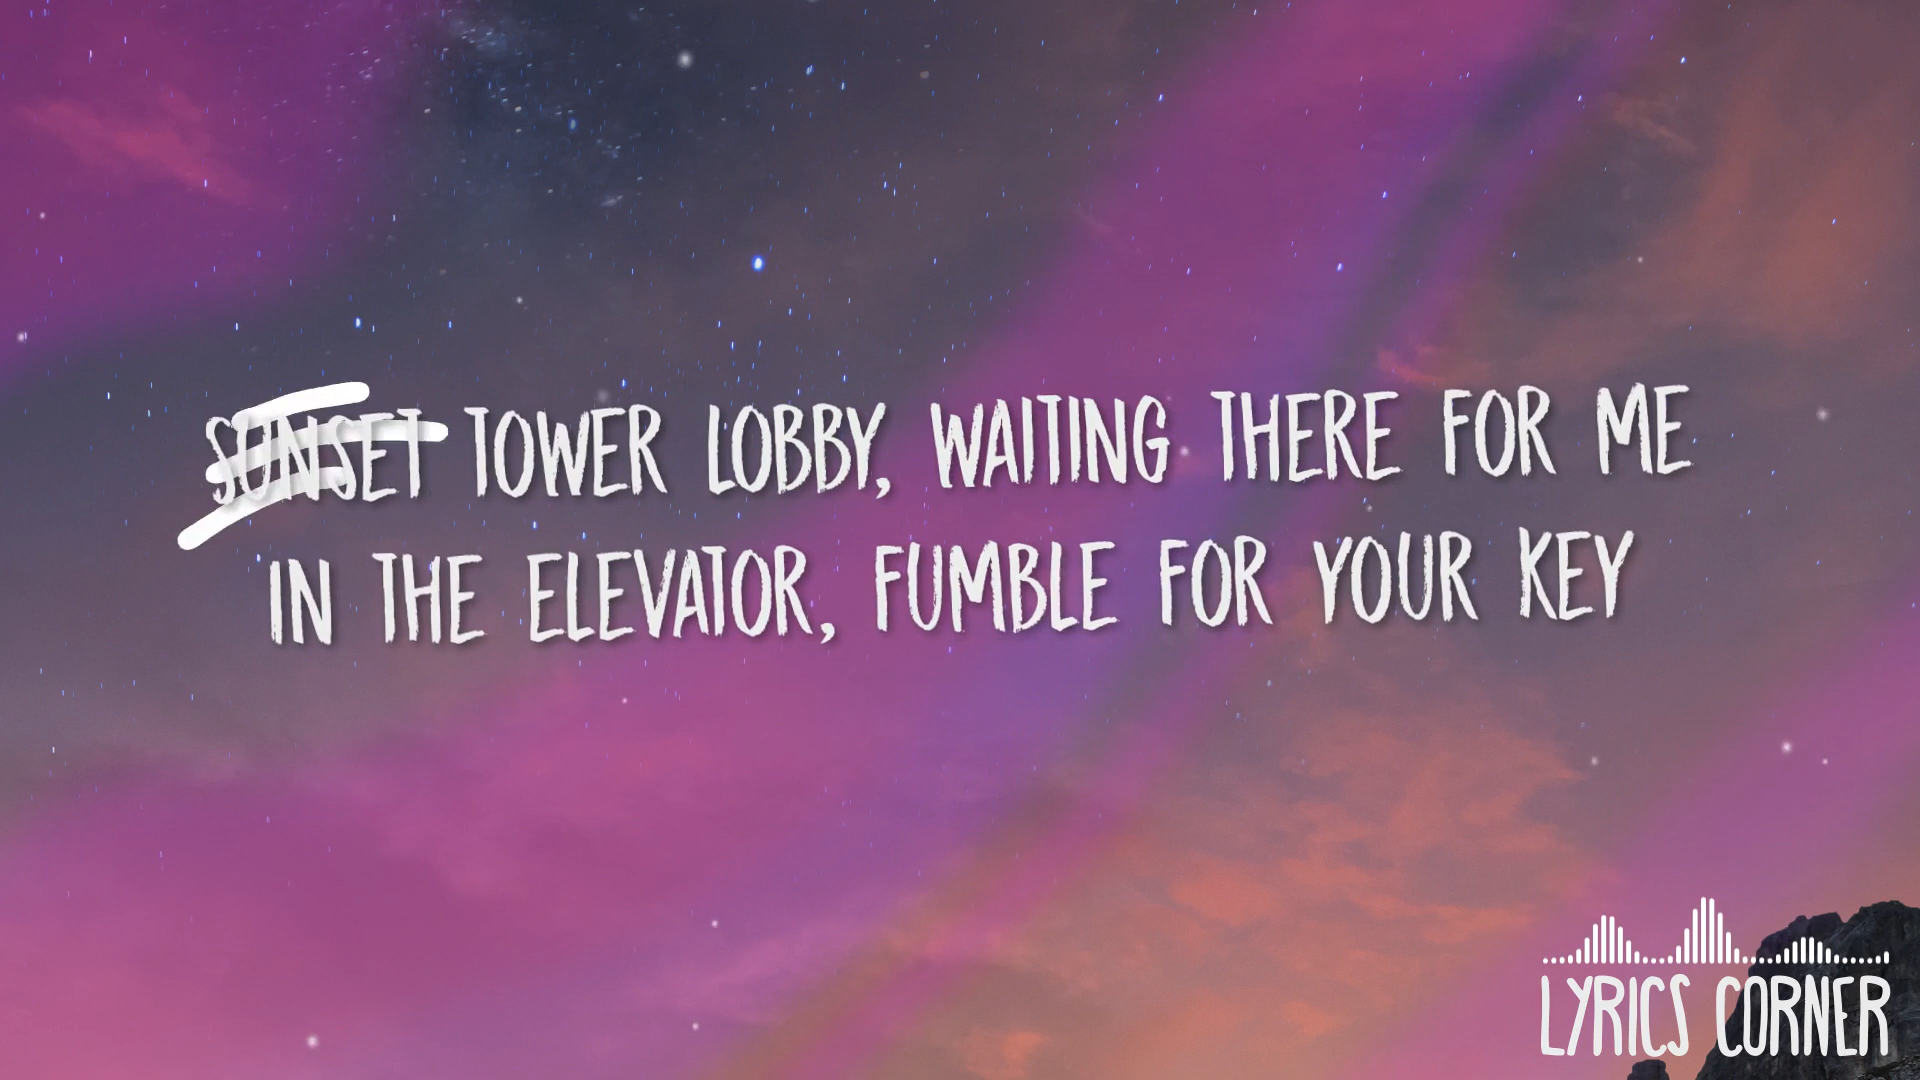 SUNSET TOWER LOBBY, WAITING THERE FOR ME
IN THE ELEVATOR, FUMBLE FOR YOUR KEY
LYRICS CORNER